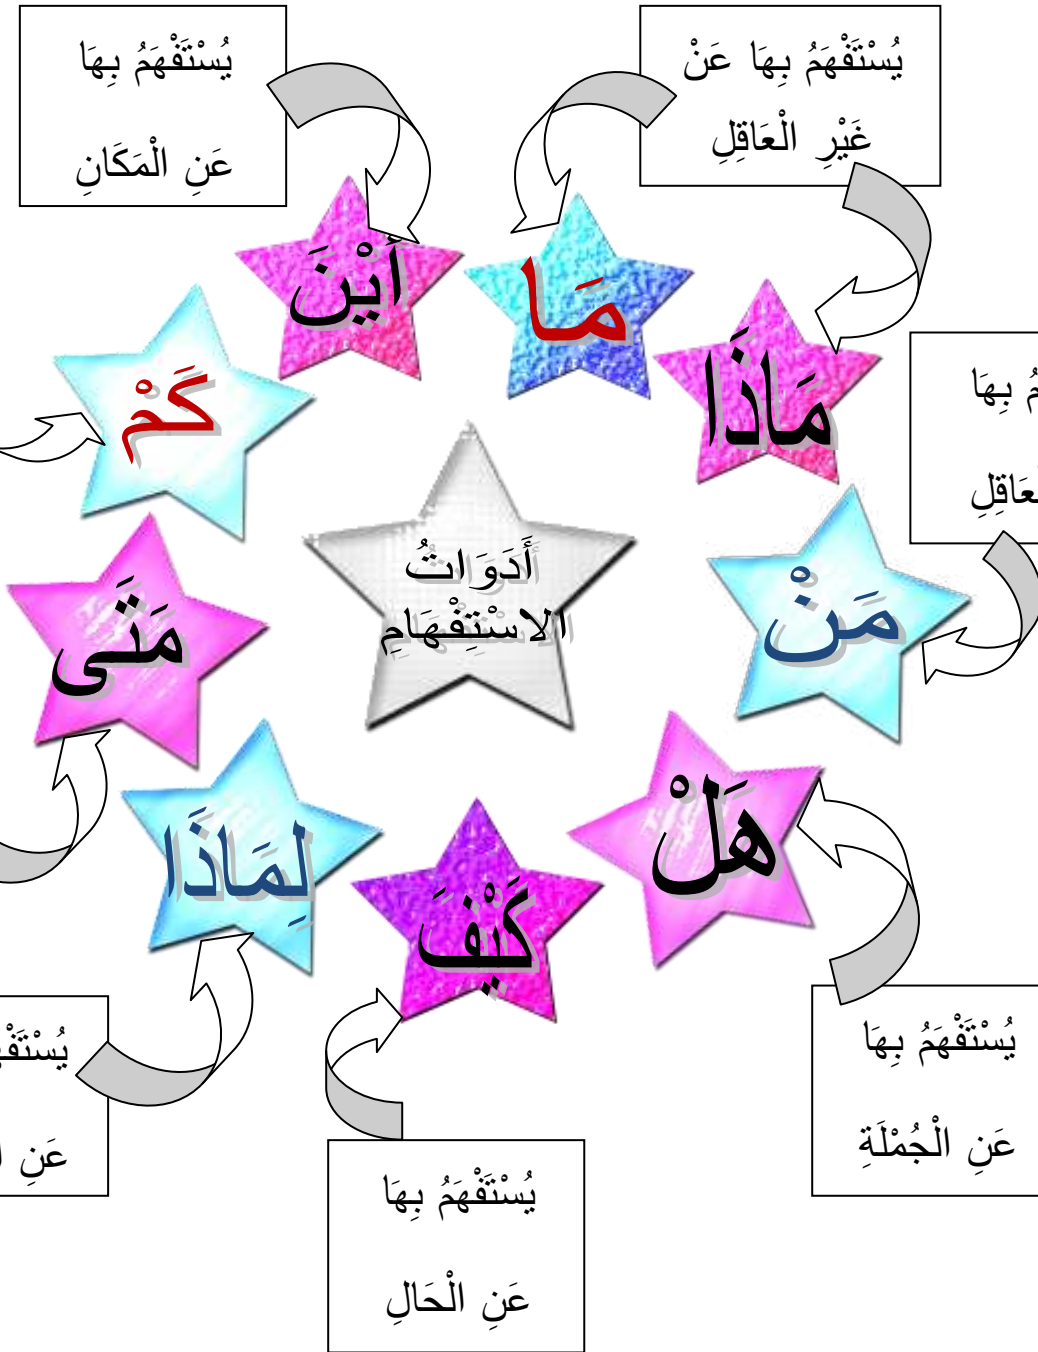 يُسْتَفْهَمُ بِهَا عَنْ
غَيْرِ الْعَاقِلِ
يُسْتَفْهَمُ بِهَا
عَنِ الْمَكَانِ
مَا
أَيْنَ
مَاذَا
كَمْ
بِهَا
أَدَوَاتُ
الاسْتِفْهَامِ
مَنْ
مَتَى
هَلْ
لِمَاذَا
كَيْفَ
يُسْتَفْهَمُ بِهَا
عَنِ الْجُمْلَةِ
عَنِ
يُسْتَفْهَمُ بِهَا
عَنِ الْحَالِ